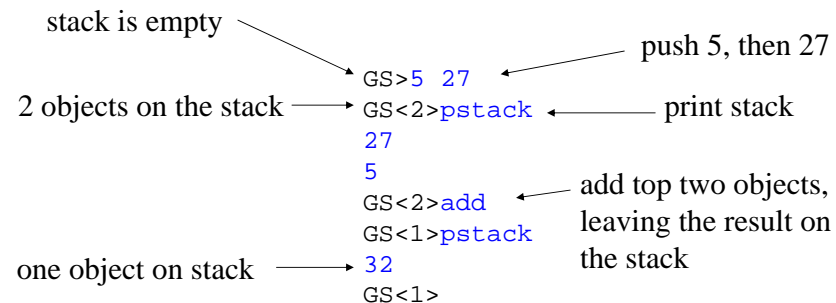 stack is empty
push 5, then 27
GS>5 27
2 objects on the stack
GS<2>pstack
print stack
27
5
GS<2>add
add top two objects,
leaving the result on
the stack
GS<1>pstack
one object on stack
32
GS<1>